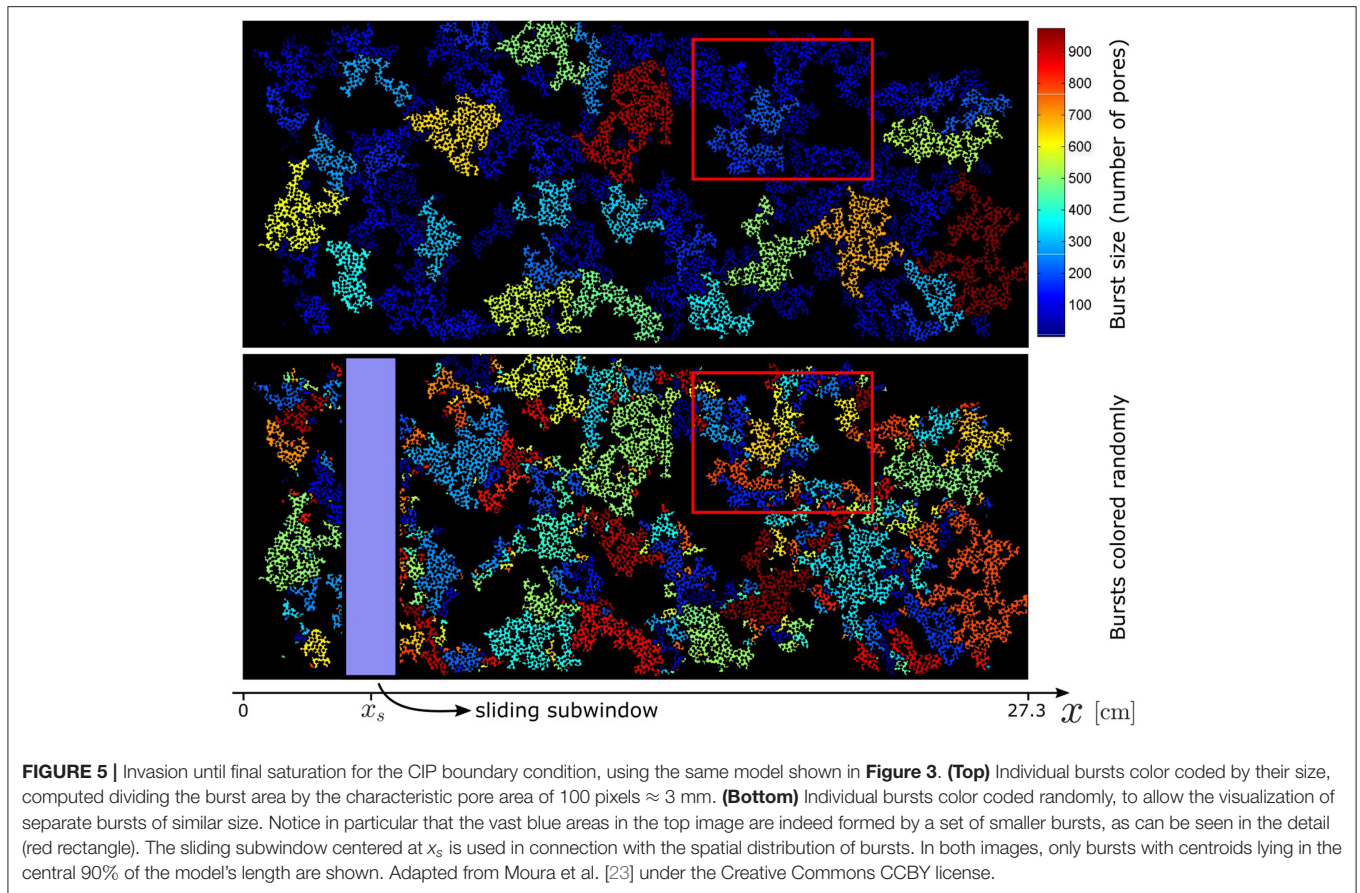 900
800
700
600
500
400
300
200
100
Burst size (number of pores)
Bursts colored randomly
0
x_s
sliding subwindow
27.3
x [cm]
FIGURE 5 | Invasion until final saturation for the CIP boundary condition, using the same model shown in Figure 3. (Top) Individual bursts color coded by their size,
computed dividing the burst area by the characteristic pore area of 100 pixels ≈ 3 mm. (Bottom) Individual bursts color coded randomly, to allow the visualization of
separate bursts of similar size. Notice in particular that the vast blue areas in the top image are indeed formed by a set of smaller bursts, as can be seen in the detail
(red rectangle). The sliding subwindow centered at x_s is used in connection with the spatial distribution of bursts. In both images, only bursts with centroids lying in the
central 90% of the model's length are shown. Adapted from Moura et al. [23] under the Creative Commons CCBY license.